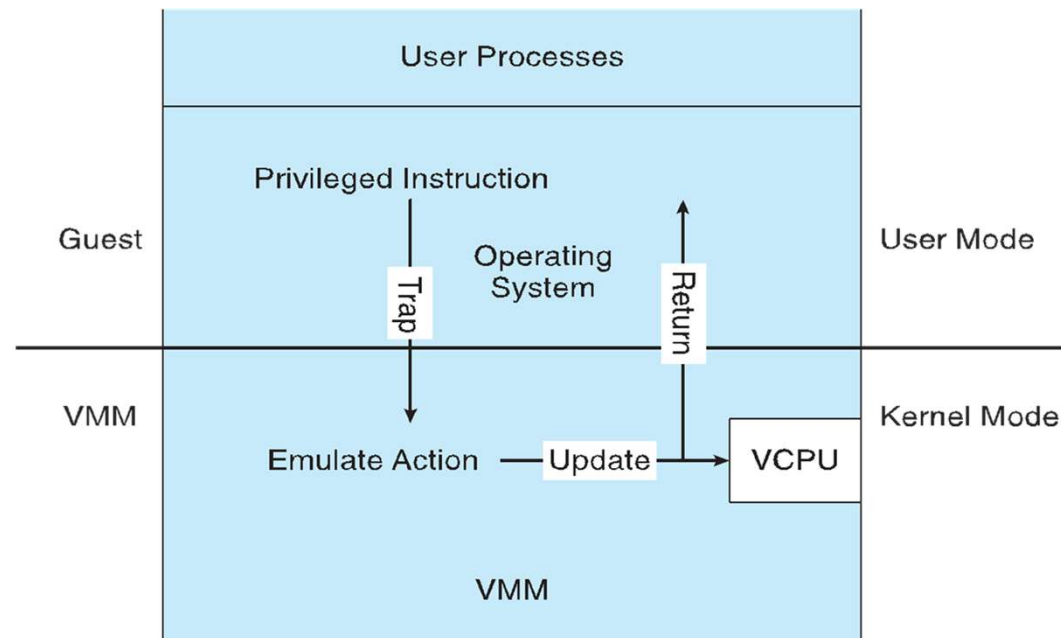 User Processes
Privileged Instruction
Guest
User Mode
Operating
System
Trap
Return
VMM
Kernel Mode
Emulate Action
Update
VCPU
VMM